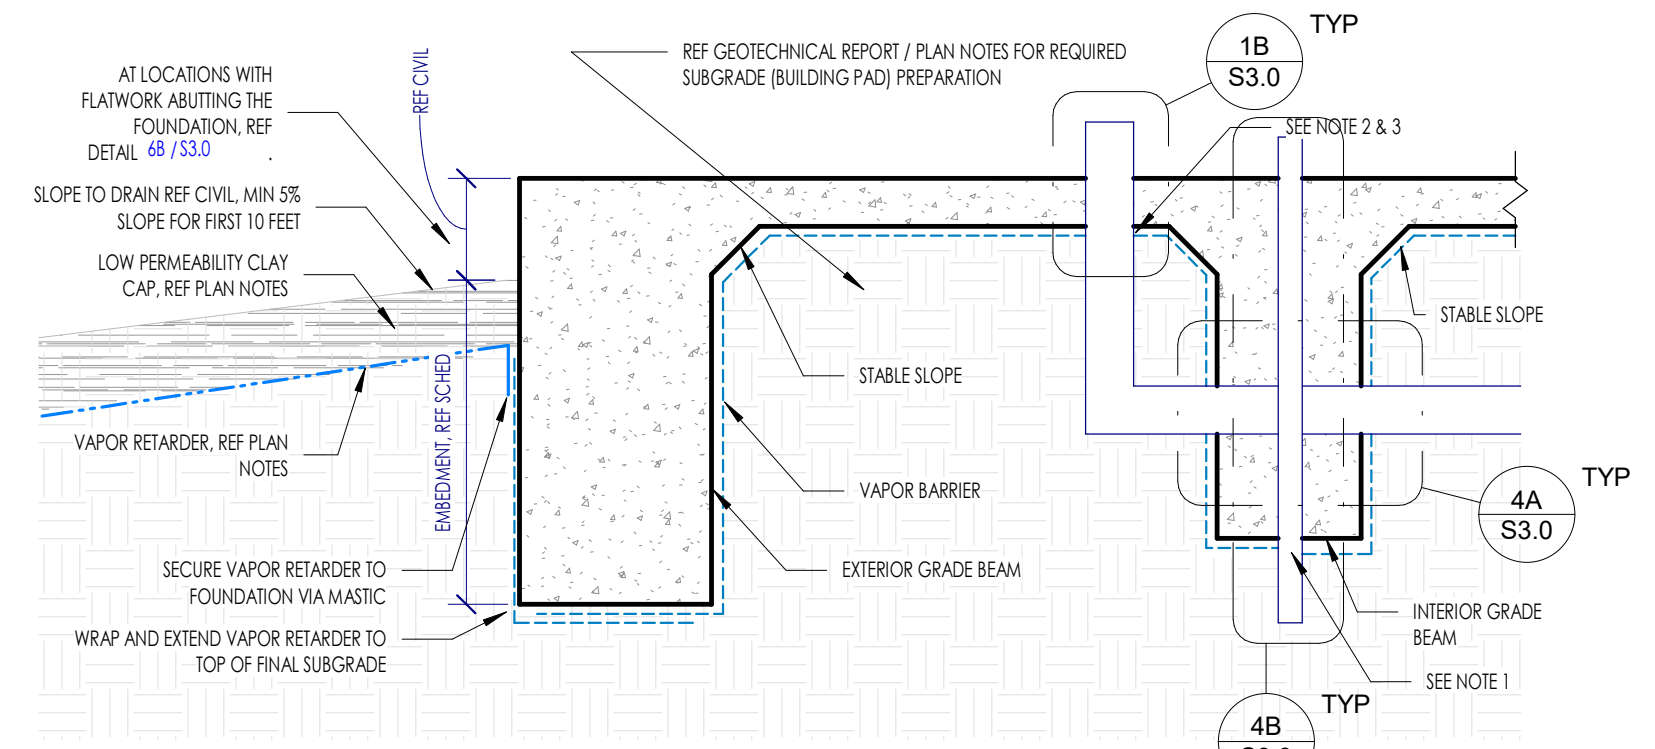 TYP
1B
S3.0
REF GEOTECHNICAL REPORT / PLAN NOTES FOR REQUIRED
SUBGRADE (BUILDING PAD) PREPARATION
REF CIVIL
AT LOCATIONS WITH
FLATWORK ABUTTING THE
FOUNDATION, REF
DETAIL 6B / S3.0 .
SEE NOTE 2 & 3
SLOPE TO DRAIN REF CIVIL, MIN 5%
SLOPE FOR FIRST 10 FEET
LOW PERMEABILITY CLAY
CAP, REF PLAN NOTES
STABLE SLOPE
STABLE SLOPE
EMBEDMENT, REF SCHED
VAPOR RETARDER, REF PLAN
NOTES
VAPOR BARRIER
TYP
4A
S3.0
SECURE VAPOR RETARDER TO
FOUNDATION VIA MASTIC
EXTERIOR GRADE BEAM
INTERIOR GRADE
BEAM
WRAP AND EXTEND VAPOR RETARDER TO
TOP OF FINAL SUBGRADE
SEE NOTE 1
TYP
4B